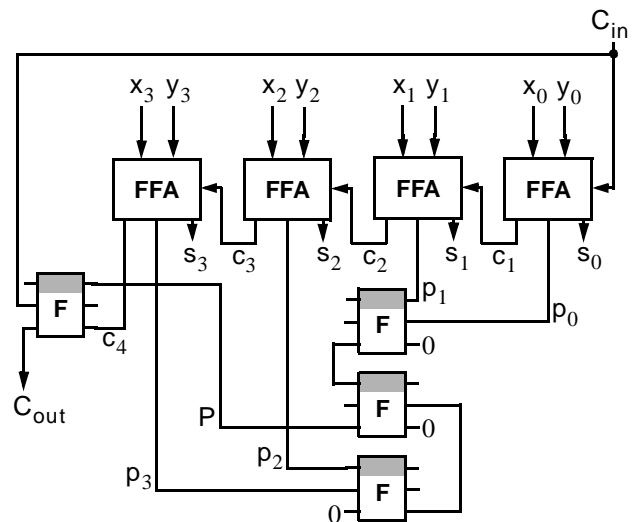 C_in
x_3 y_3 x_2 y_2 x_1 y_1 x_0 y_0
FFA FFA FFA FFA
s_3 c_3 s_2 c_2 s_1 c_1 s_0
F
c_4
p_1
p_0
F
0
C_out
P
F
0
p_2
p_3
F
0